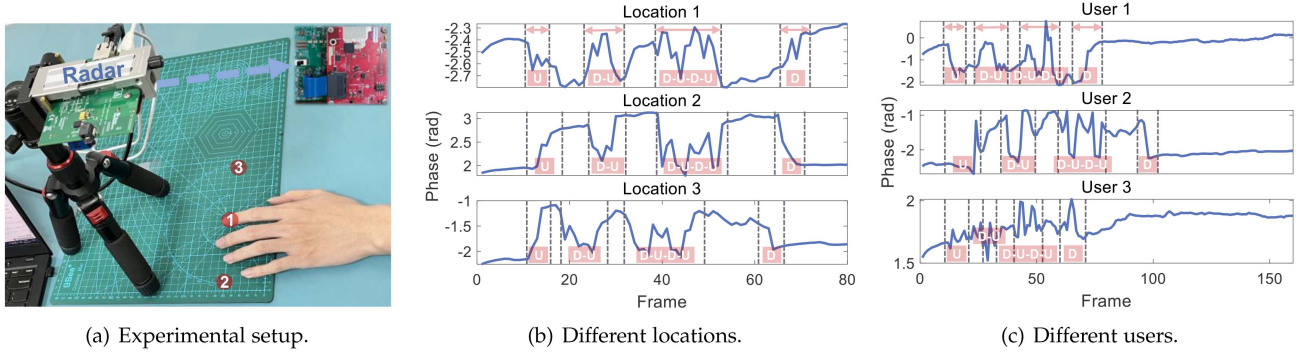 Radar
3
1
2
(a) Experimental setup.
Location 1
-2.3
-2.4
-2.5
-2.6
-2.7
U
D-U
D-U-D-U
D
Location 2
3
2.5
2
U
D-U
D-U-D-U
D
Location 3
-1
-1.5
-2
U
D-U
D-U-D-U
D
Phase (rad)
0
20
40
60
80
Frame
(b) Different locations.
User 1
0
-1
-2
U
D-U
D-U-D-U
D
User 2
-1
-2
U
D-U
D-U-D-U
D
User 3
2
1.5
U
D-U
D-U-D-U
D
Phase (rad)
0
50
100
150
Frame
(c) Different users.